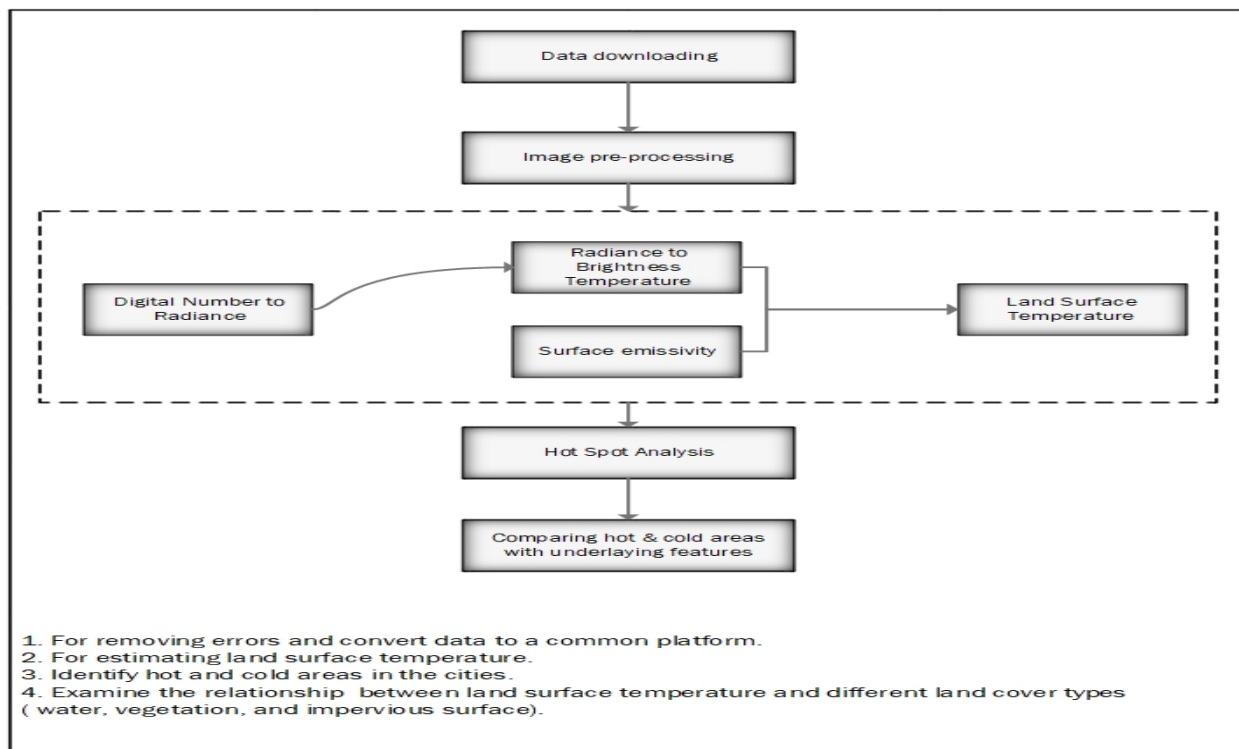 Data downloading
Image pre-processing
Radiance to
Brightness
Temperature
Digital Number to
Radiance
Land Surface
Temperature
Surface emissivity
Hot Spot Analysis
Comparing hot & cold areas
with underlaying features
1. For removing errors and convert data to a common platform.
2. For estimating land surface temperature.
3. Identify hot and cold areas in the cities.
4. Examine the relationship between land surface temperature and different land cover types
( water, vegetation, and impervious surface).